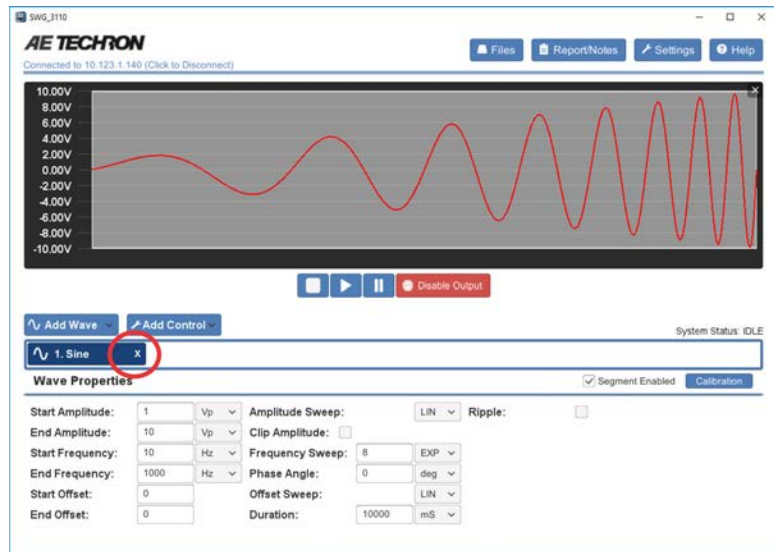 SWG_3110
AE TECHRON
Files Report/Notes Settings Help
Connected to 10.123.1.140 (Click to Disconnect)
10.00V
8.00V
6.00V
4.00V
2.00V
0.00V
-2.00V
-4.00V
-6.00V
-8.00V
-10.00V
Disable Output
Add Wave Add Control
System Status: IDLE
1. Sine x
Wave Properties Segment Enabled Calibration
Start Amplitude: 1 Vp Amplitude Sweep: LIN Ripple:
End Amplitude: 10 Vp Clip Amplitude:
Start Frequency: 10 Hz Frequency Sweep: 8 EXP
End Frequency: 1000 Hz Phase Angle: 0 deg
Start Offset: 0 Offset Sweep: LIN
End Offset: 0 Duration: 10000 mS